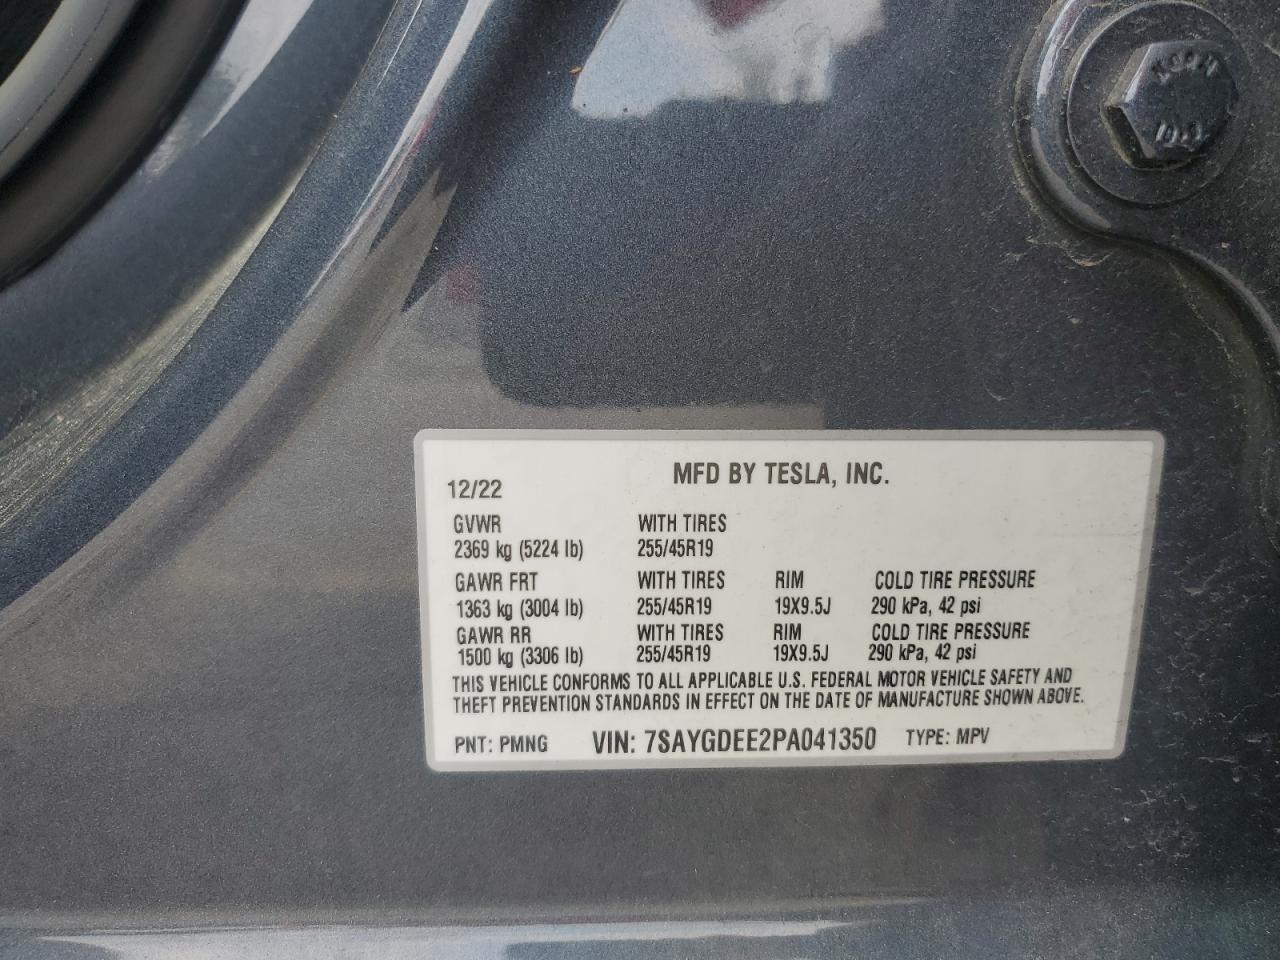 MFD BY TESLA, INC.
12/22
GVWR WITH TIRES
2369 kg (5224 lb) 255/45R19
GAWR FRT WITH TIRES RIM COLD TIRE PRESSURE
1363 kg (3004 lb) 255/45R19 19X9.5J 290 kPa, 42 psi
GAWR RR WITH TIRES RIM COLD TIRE PRESSURE
1500 kg (3306 lb) 255/45R19 19X9.5J 290 kPa, 42 psi
THIS VEHICLE CONFORMS TO ALL APPLICABLE U.S. FEDERAL MOTOR VEHICLE SAFETY AND
THEFT PREVENTION STANDARDS IN EFFECT ON THE DATE OF MANUFACTURE SHOWN ABOVE.
PNT: PMNG VIN: 7SAYGDEE2PA041350 TYPE: MPV